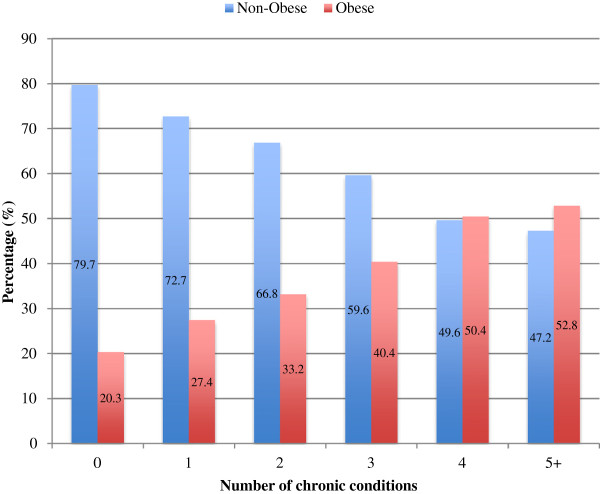 Non-Obese Obese
Percentage (%)
90
80
70
60
50
40
30
20
10
0
79.7 20.3 72.7 27.4 66.8 33.2 59.6 40.4 49.6 50.4 47.2 52.8
0 1 2 3 4 5+
Number of chronic conditions